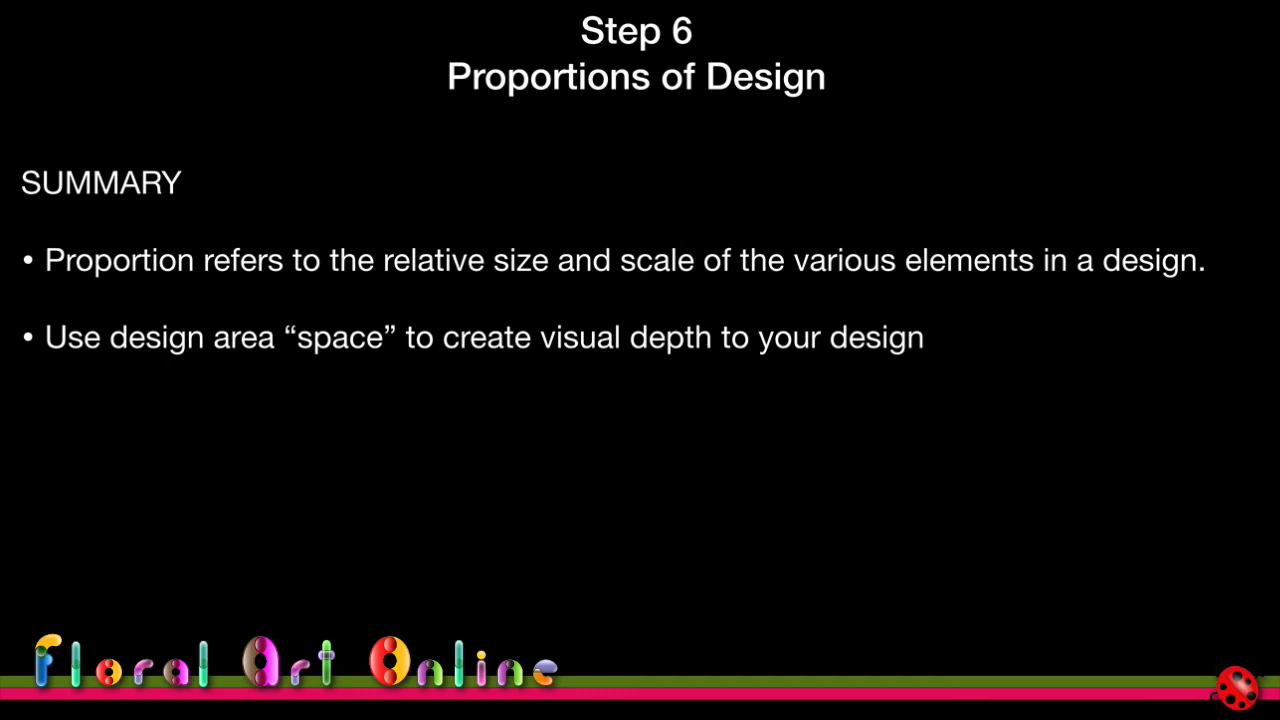 Step 6
Proportions of Design
SUMMARY
• Proportion refers to the relative size and scale of the various elements in a design.
• Use design area “space” to create visual depth to your design
Floral Art Online